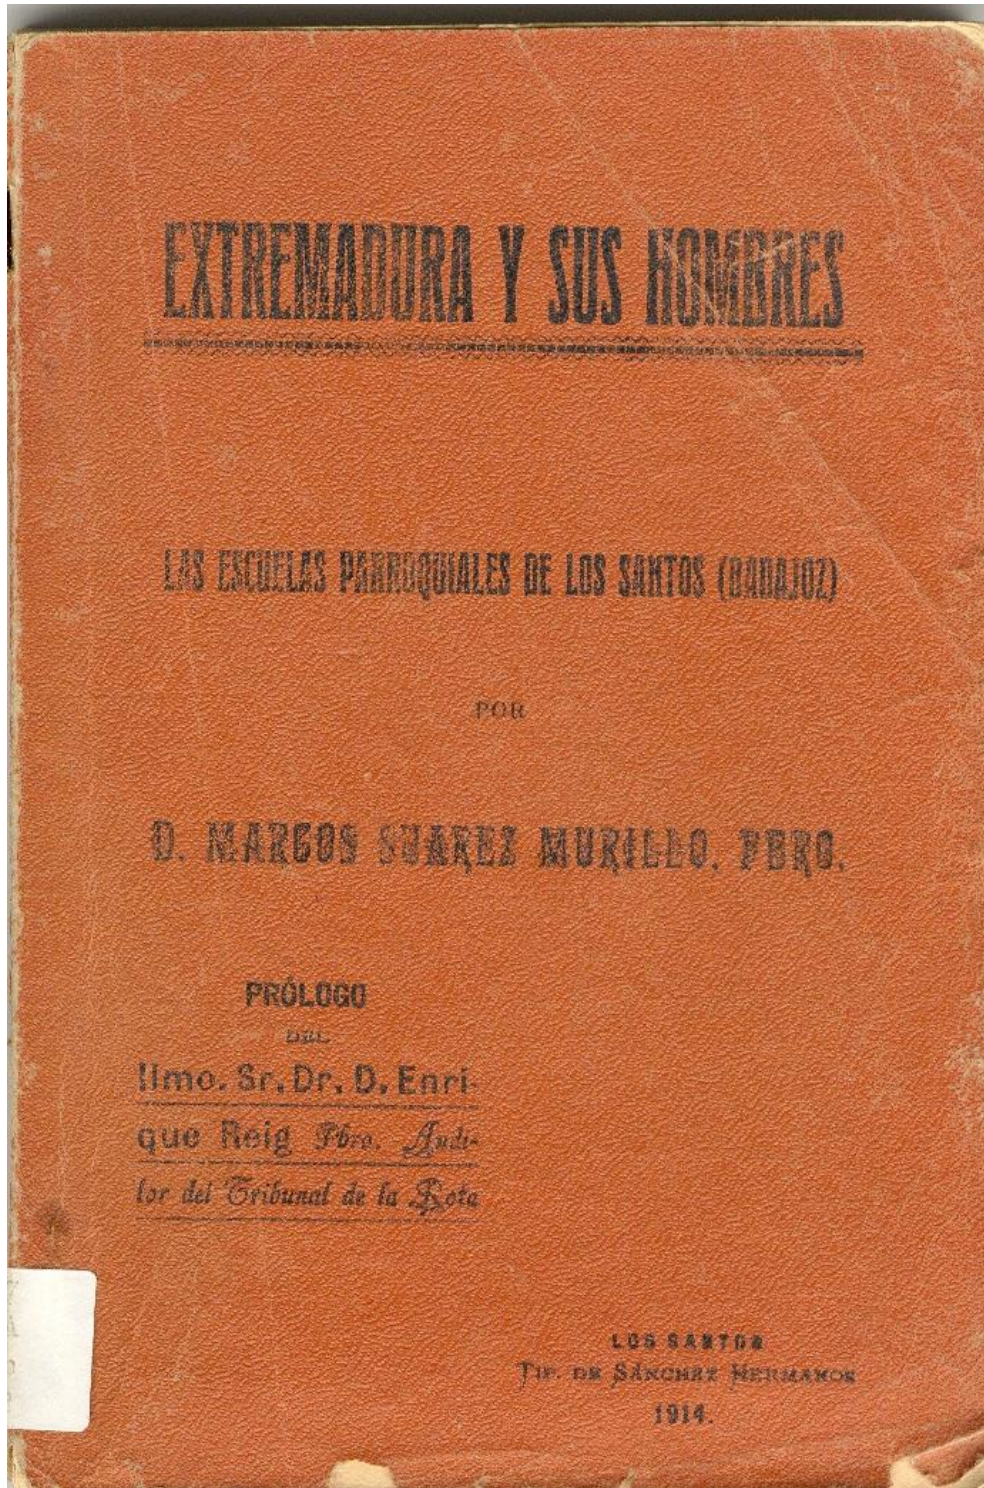 EXTREMADURA Y SUS HOMBRES
LAS ESCUELAS PARROQUIALES DE LOS SANTOS (BADAJOZ)
POR
D. MARCOS SUAREZ MURILLO, PBRO.
PRÓLOGO
DEL
Ilmo. Sr. Dr. D. Enri-
que Reig Pbro. Audi-
tor del Tribunal de la Rota
LOS SANTOS
TIP. DE SÁNCHEZ HERMANOS
1914.